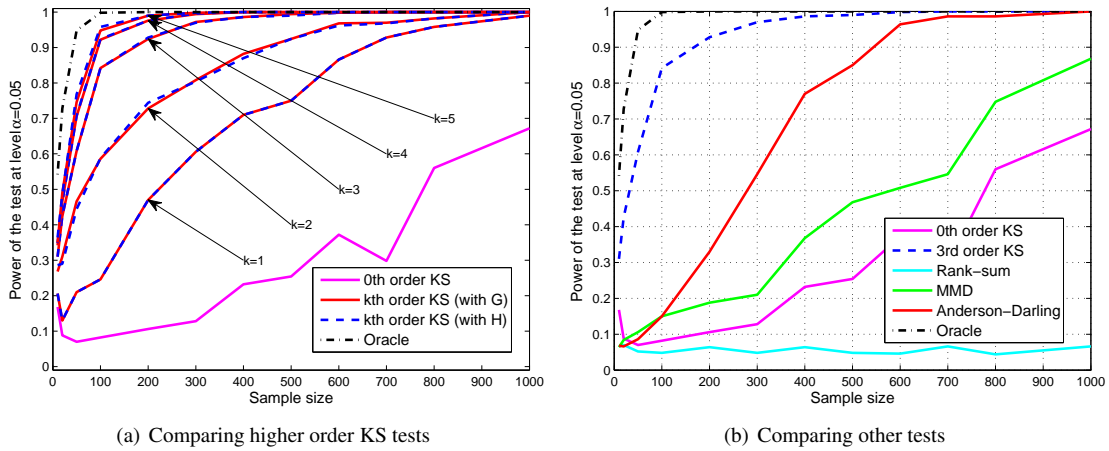 Power of the test at level α=0.05
1
0.9
0.8
0.7
0.6
0.5
0.4
0.3
0.2
0.1
0
k=5
k=4
k=3
k=2
k=1
0th order KS
kth order KS (with G)
kth order KS (with H)
Oracle
0 100 200 300 400 500 600 700 800 900 1000
Sample size
(a) Comparing higher order KS tests
Power of the test at level α=0.05
1
0.9
0.8
0.7
0.6
0.5
0.4
0.3
0.2
0.1
0
0th order KS
3rd order KS
Rank−sum
MMD
Anderson−Darling
Oracle
0 100 200 300 400 500 600 700 800 900 1000
Sample size
(b) Comparing other tests